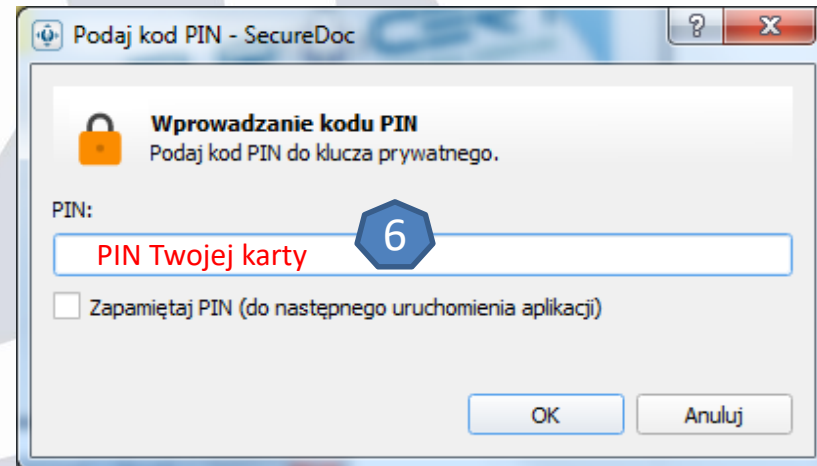 Podaj kod PIN - SecureDoc
Wprowadzanie kodu PIN
Podaj kod PIN do klucza prywatnego.
PIN:
PIN Twojej karty
6
Zapamiętaj PIN (do następnego uruchomienia aplikacji)
OK
Anuluj